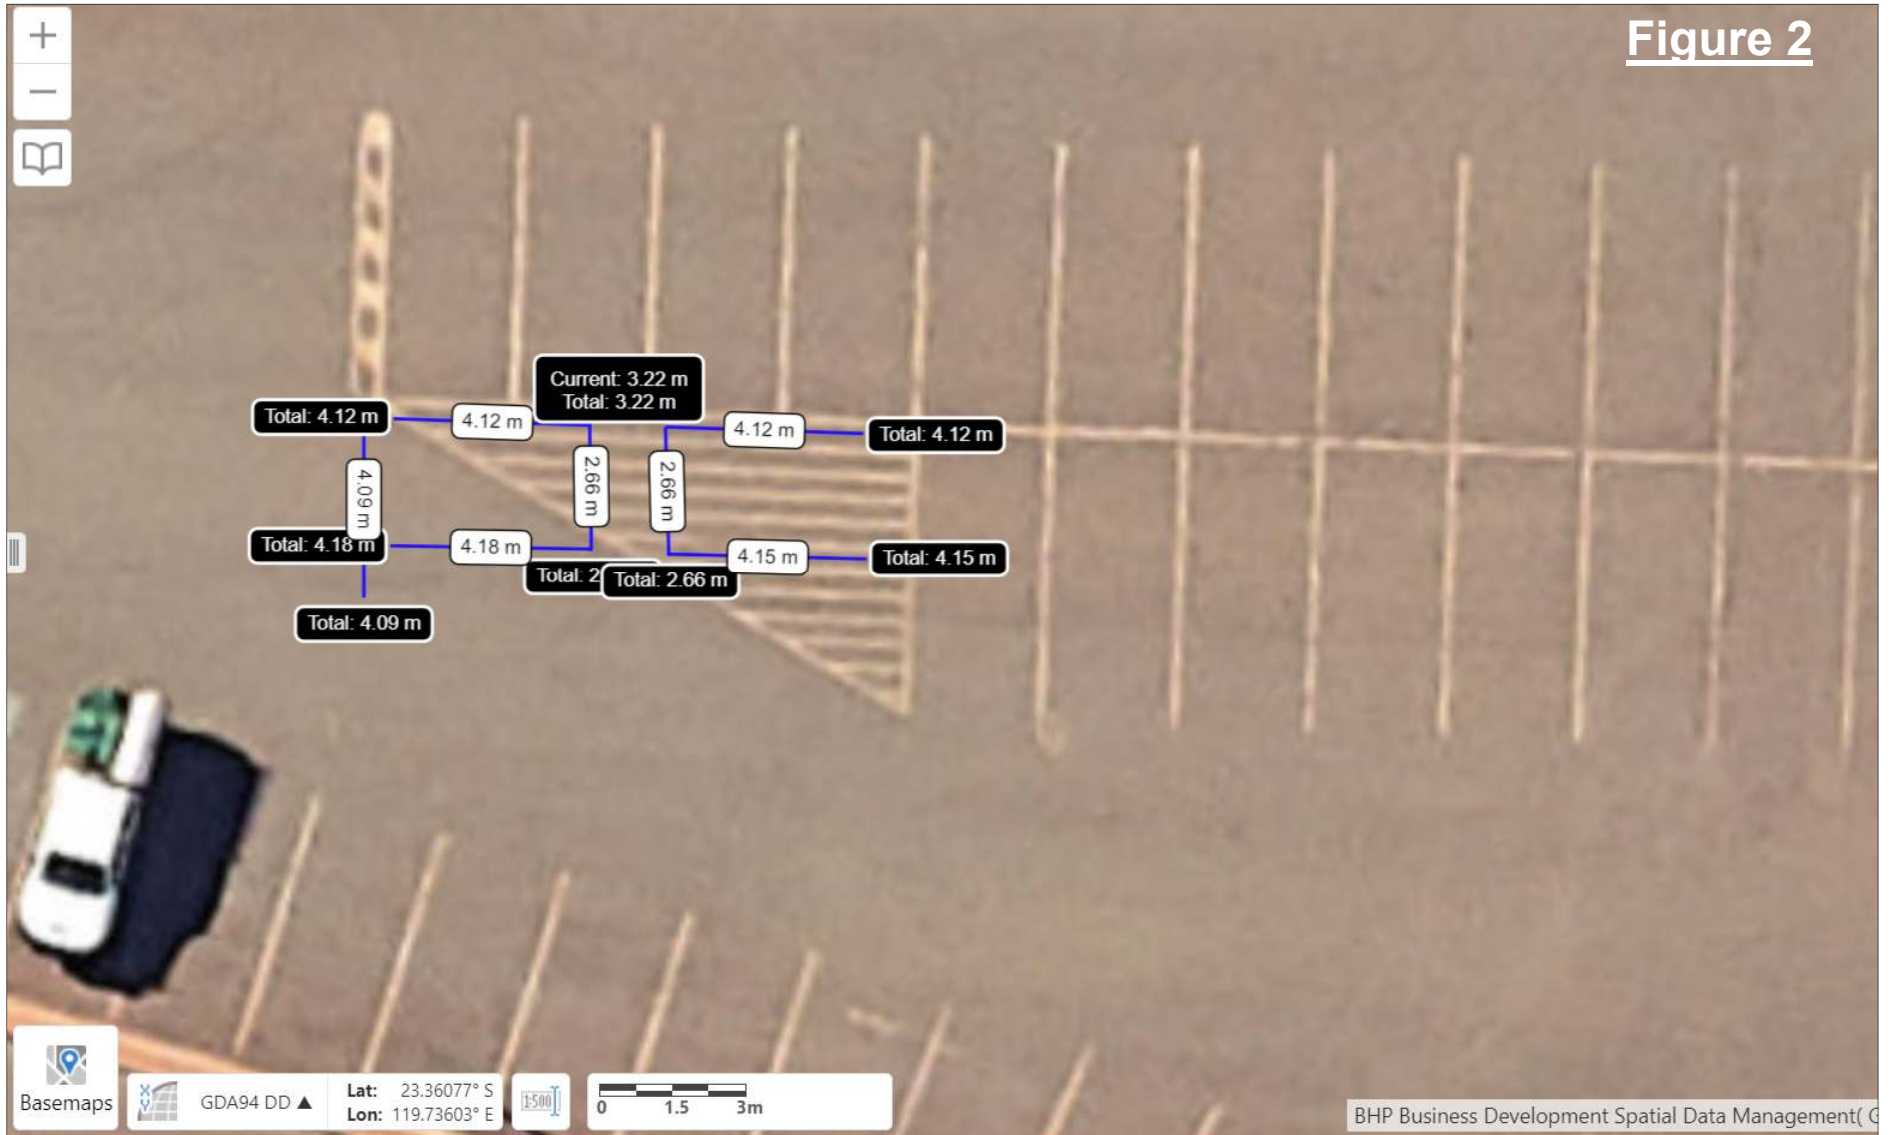 Figure 2
Current: 3.22 m
Total: 3.22 m
Total: 4.12 m
4.12 m
4.12 m
Total: 4.12 m
4.09 m
2.66 m
2.66 m
Total: 4.18 m
4.18 m
4.15 m
Total: 4.15 m
Total: 2
Total: 2.66 m
Total: 4.09 m
Basemaps
GDA94 DD ▲
Lat: 23.36077° S
Lon: 119.73603° E
1:500
0 1.5 3m
BHP Business Development Spatial Data Management( G